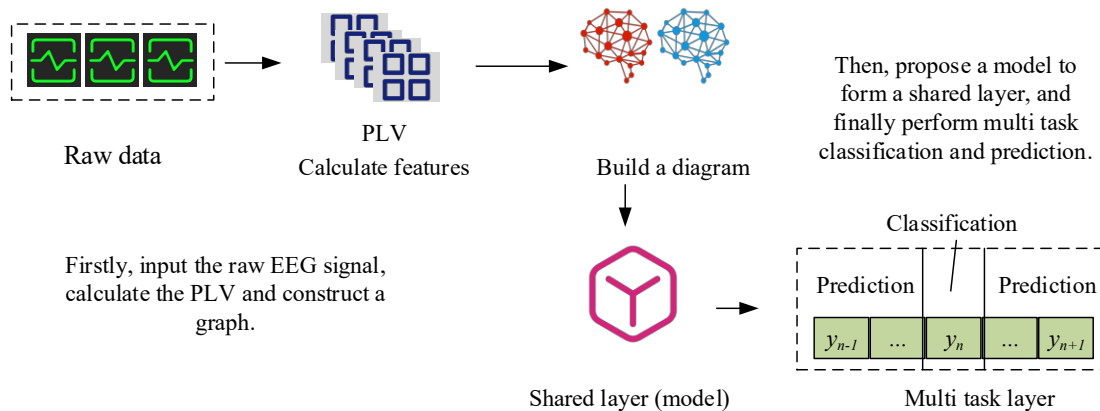 Raw data
PLV
Calculate features
Build a diagram
Then, propose a model to
form a shared layer, and
finally perform multi task
classification and prediction.
Firstly, input the raw EEG signal,
calculate the PLV and construct a
graph.
Shared layer (model)
Classification
Prediction
Prediction
yn-1 ... yn ... yn+1
Multi task layer